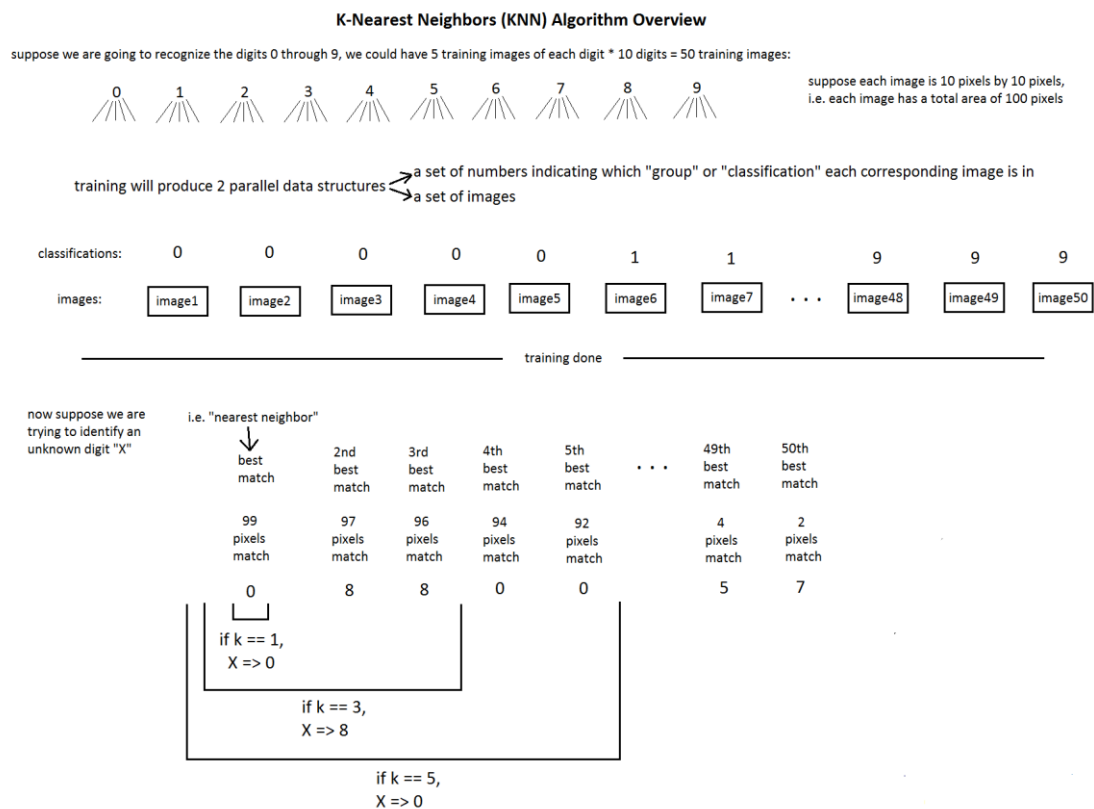 K-Nearest Neighbors (KNN) Algorithm Overview
suppose we are going to recognize the digits 0 through 9, we could have 5 training images of each digit * 10 digits = 50 training images:
suppose each image is 10 pixels by 10 pixels,
i.e. each image has a total area of 100 pixels
0 1 2 3 4 5 6 7 8 9
training will produce 2 parallel data structures
a set of numbers indicating which "group" or "classification" each corresponding image is in
a set of images
classifications: 0 0 0 0 0 1 1 9 9 9
images: image1 image2 image3 image4 image5 image6 image7 . . . image48 image49 image50
training done
now suppose we are
trying to identify an
unknown digit "X"
i.e. "nearest neighbor"
best
match
2nd
best
match
3rd
best
match
4th
best
match
5th
best
match
. . .
49th
best
match
50th
best
match
99
pixels
match
97
pixels
match
96
pixels
match
94
pixels
match
92
pixels
match
4
pixels
match
2
pixels
match
0 8 8 0 0 5 7
if k == 1,
X => 0
if k == 3,
X => 8
if k == 5,
X => 0